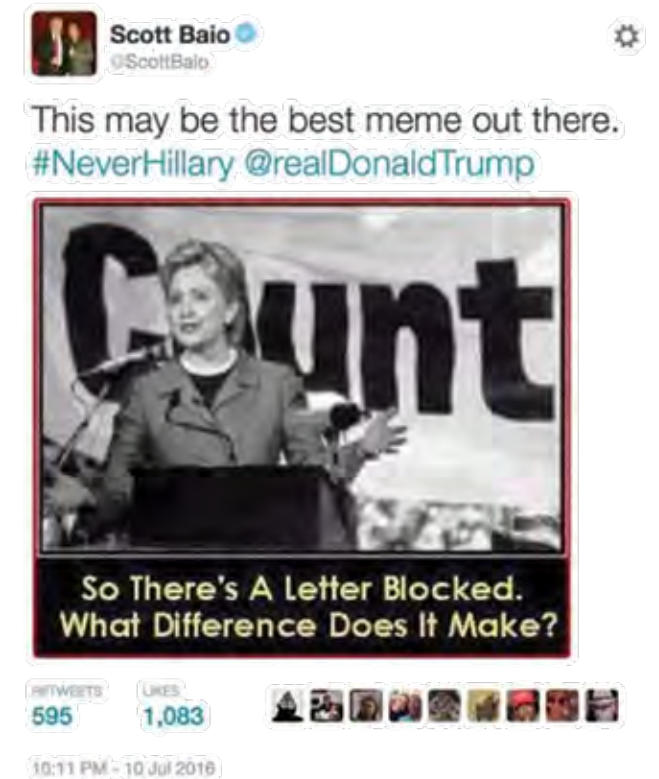 Scott Baio
@ScottBaio
This may be the best meme out there.
#NeverHillary @realDonaldTrump
C unt
So There's A Letter Blocked.
What Difference Does It Make?
RETWEETS LIKES
595 1,083
10:11 PM - 10 Jul 2016